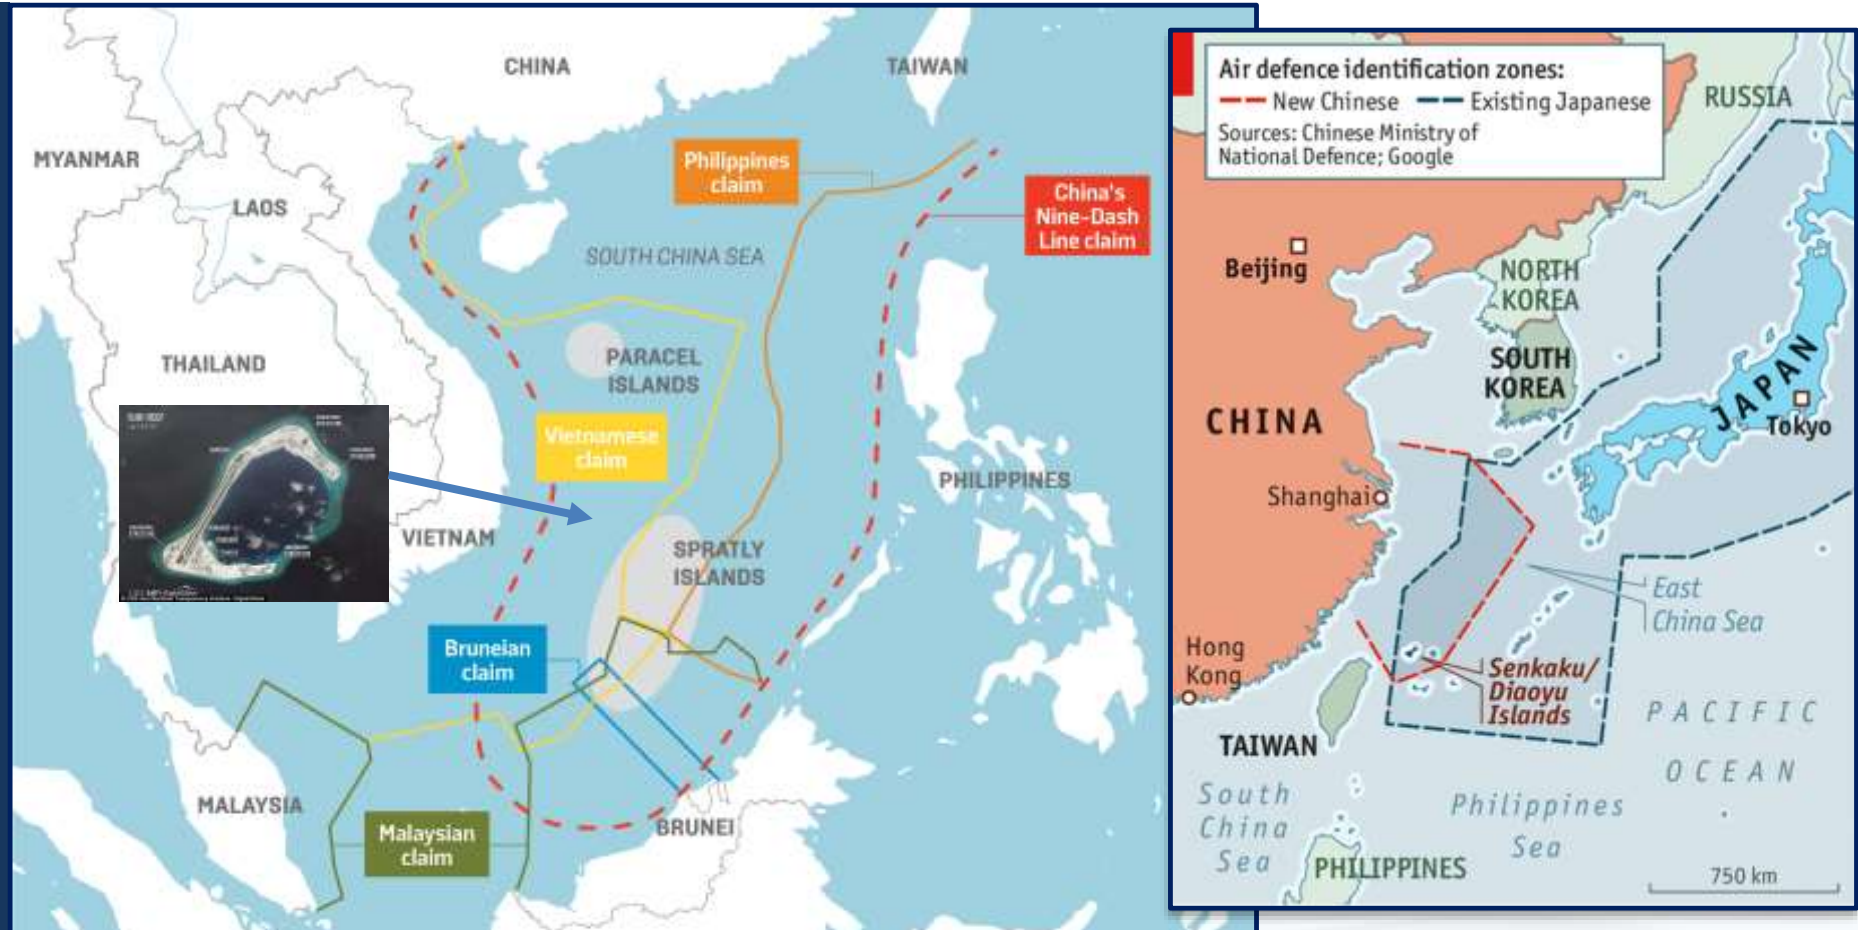 CHINA
TAIWAN
MYANMAR
LAOS
Philippines
claim
China's
Nine-Dash
Line claim
SOUTH CHINA SEA
THAILAND
PARACEL
ISLANDS
Vietnamese
claim
PHILIPPINES
VIETNAM
SPRATLY
ISLANDS
Bruneian
claim
MALAYSIA
Malaysian
claim
BRUNEI
Air defence identification zones:
New Chinese
Existing Japanese
Sources: Chinese Ministry of
National Defence; Google
RUSSIA
Beijing
NORTH
KOREA
SOUTH
KOREA
JAPAN
Tokyo
CHINA
Shanghai
East
China Sea
Hong
Kong
Senkaku/
Diaoyu
Islands
PACIFIC
OCEAN
TAIWAN
South
China
Sea
Philippines
Sea
PHILIPPINES
750 km